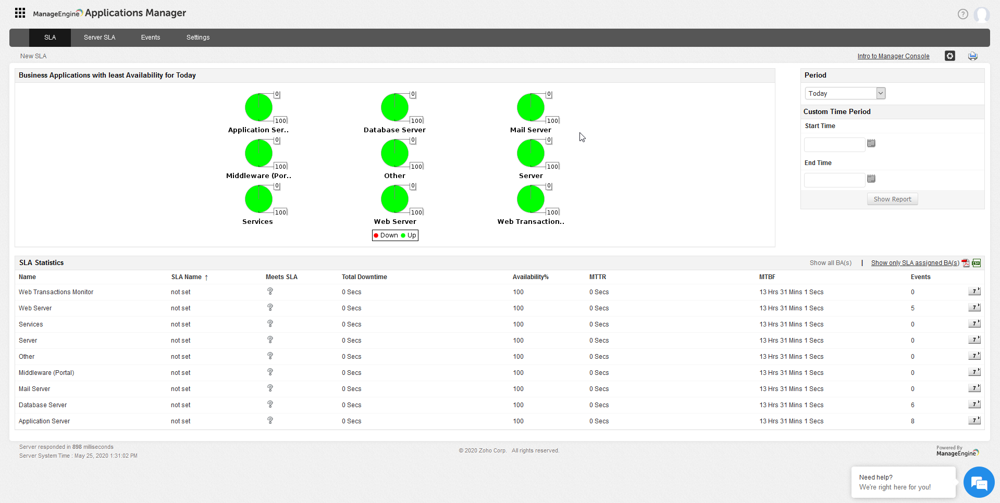 ManageEngine Applications Manager
?
SLA Server SLA Events Settings
New SLA
Intro to Manager Console
Business Applications with least Availability for Today
0 0 0
100 100 100
Application Ser.. Database Server Mail Server
0 0 0
100 100 100
Middleware (Por.. Other Server
0 0 0
100 100 100
Services Web Server Web Transaction..
Down Up
Period
Today
Custom Time Period
Start Time
End Time
Show Report
SLA Statistics Show all BA(s) | Show only SLA assigned BA(s) CSV
Name SLA Name ↑ Meets SLA Total Downtime Availability% MTTR MTBF Events
Web Transactions Monitor not set ? 0 Secs 100 0 Secs 13 Hrs 31 Mins 1 Secs 0 7
Web Server not set ? 0 Secs 100 0 Secs 13 Hrs 31 Mins 1 Secs 5 7
Services not set ? 0 Secs 100 0 Secs 13 Hrs 31 Mins 1 Secs 0 7
Server not set ? 0 Secs 100 0 Secs 13 Hrs 31 Mins 1 Secs 0 7
Other not set ? 0 Secs 100 0 Secs 13 Hrs 31 Mins 1 Secs 0 7
Middleware (Portal) not set ? 0 Secs 100 0 Secs 13 Hrs 31 Mins 1 Secs 0 7
Mail Server not set ? 0 Secs 100 0 Secs 13 Hrs 31 Mins 1 Secs 0 7
Database Server not set ? 0 Secs 100 0 Secs 13 Hrs 31 Mins 1 Secs 6 7
Application Server not set ? 0 Secs 100 0 Secs 13 Hrs 31 Mins 1 Secs 8 7
Server responded in 898 milliseconds
Server System Time : May 25, 2020 1:31:02 PM
© 2020 Zoho Corp. All rights reserved.
Powered By
ManageEngine
Need help?
We're right here for you!